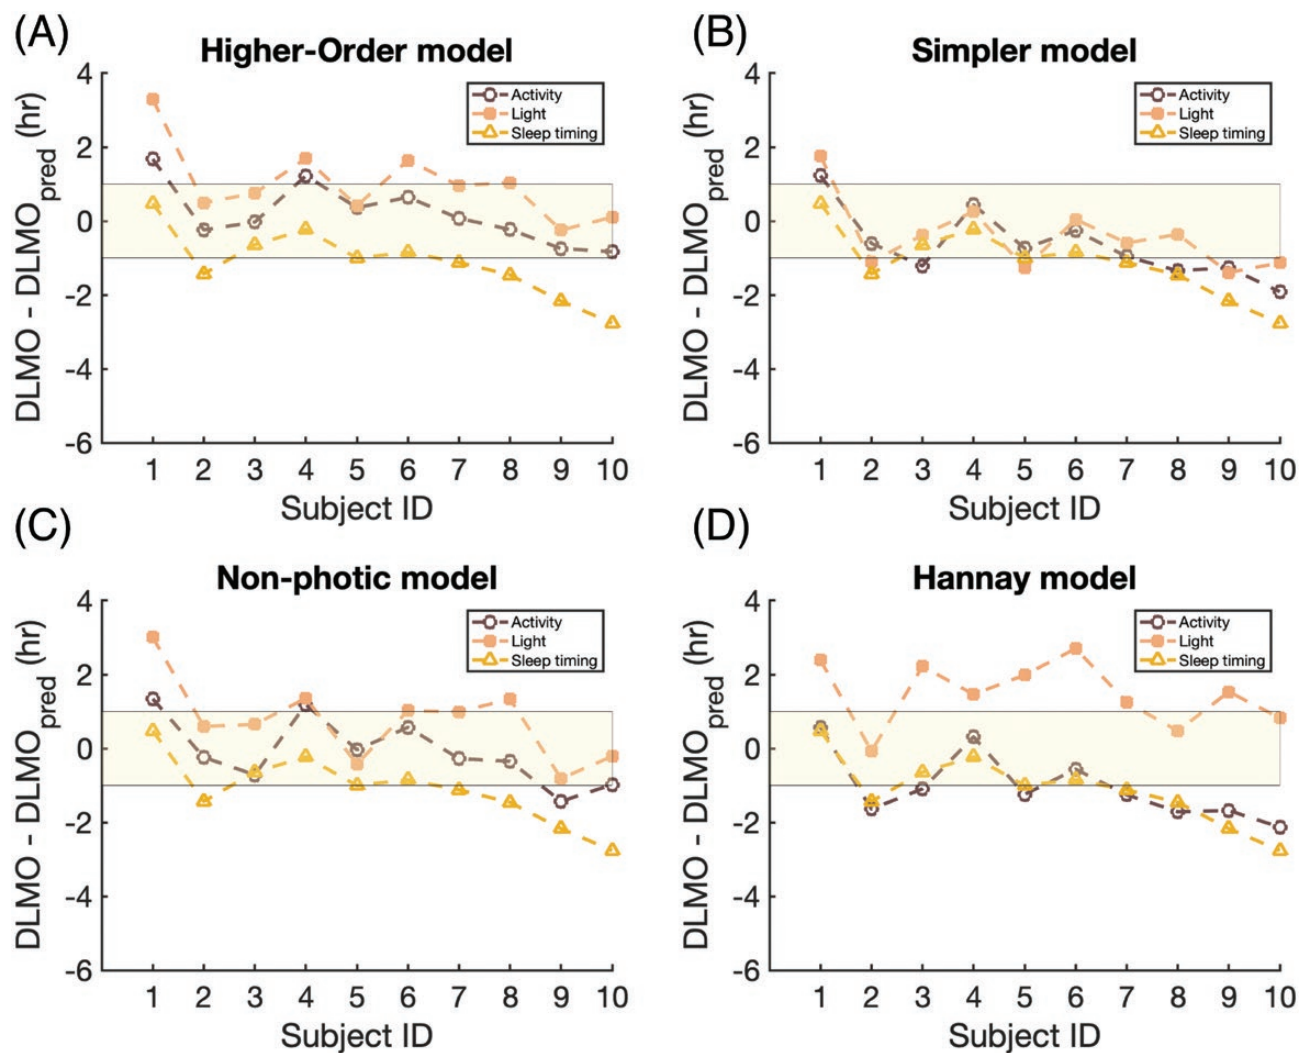 (A)
Higher-Order model
DLMO - DLMOpred (hr)
4
2
0
-2
-4
-6
Activity
Light
Sleep timing
1 2 3 4 5 6 7 8 9 10
Subject ID
(B)
Simpler model
DLMO - DLMOpred (hr)
4
2
0
-2
-4
-6
Activity
Light
Sleep timing
1 2 3 4 5 6 7 8 9 10
Subject ID
(C)
Non-photic model
DLMO - DLMOpred (hr)
4
2
0
-2
-4
-6
Activity
Light
Sleep timing
1 2 3 4 5 6 7 8 9 10
Subject ID
(D)
Hannay model
DLMO - DLMOpred (hr)
4
2
0
-2
-4
-6
Activity
Light
Sleep timing
1 2 3 4 5 6 7 8 9 10
Subject ID